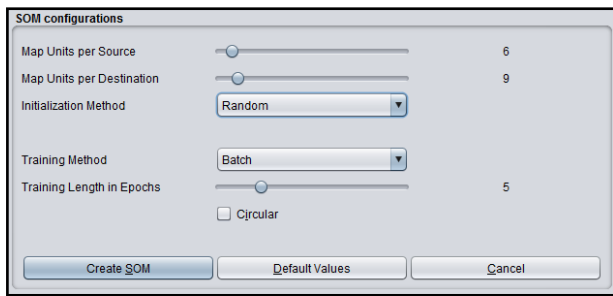 SOM configurations
Map Units per Source 6
Map Units per Destination 9
Initialization Method Random
Training Method Batch
Training Length in Epochs 5
Circular
Create SOM Default Values Cancel